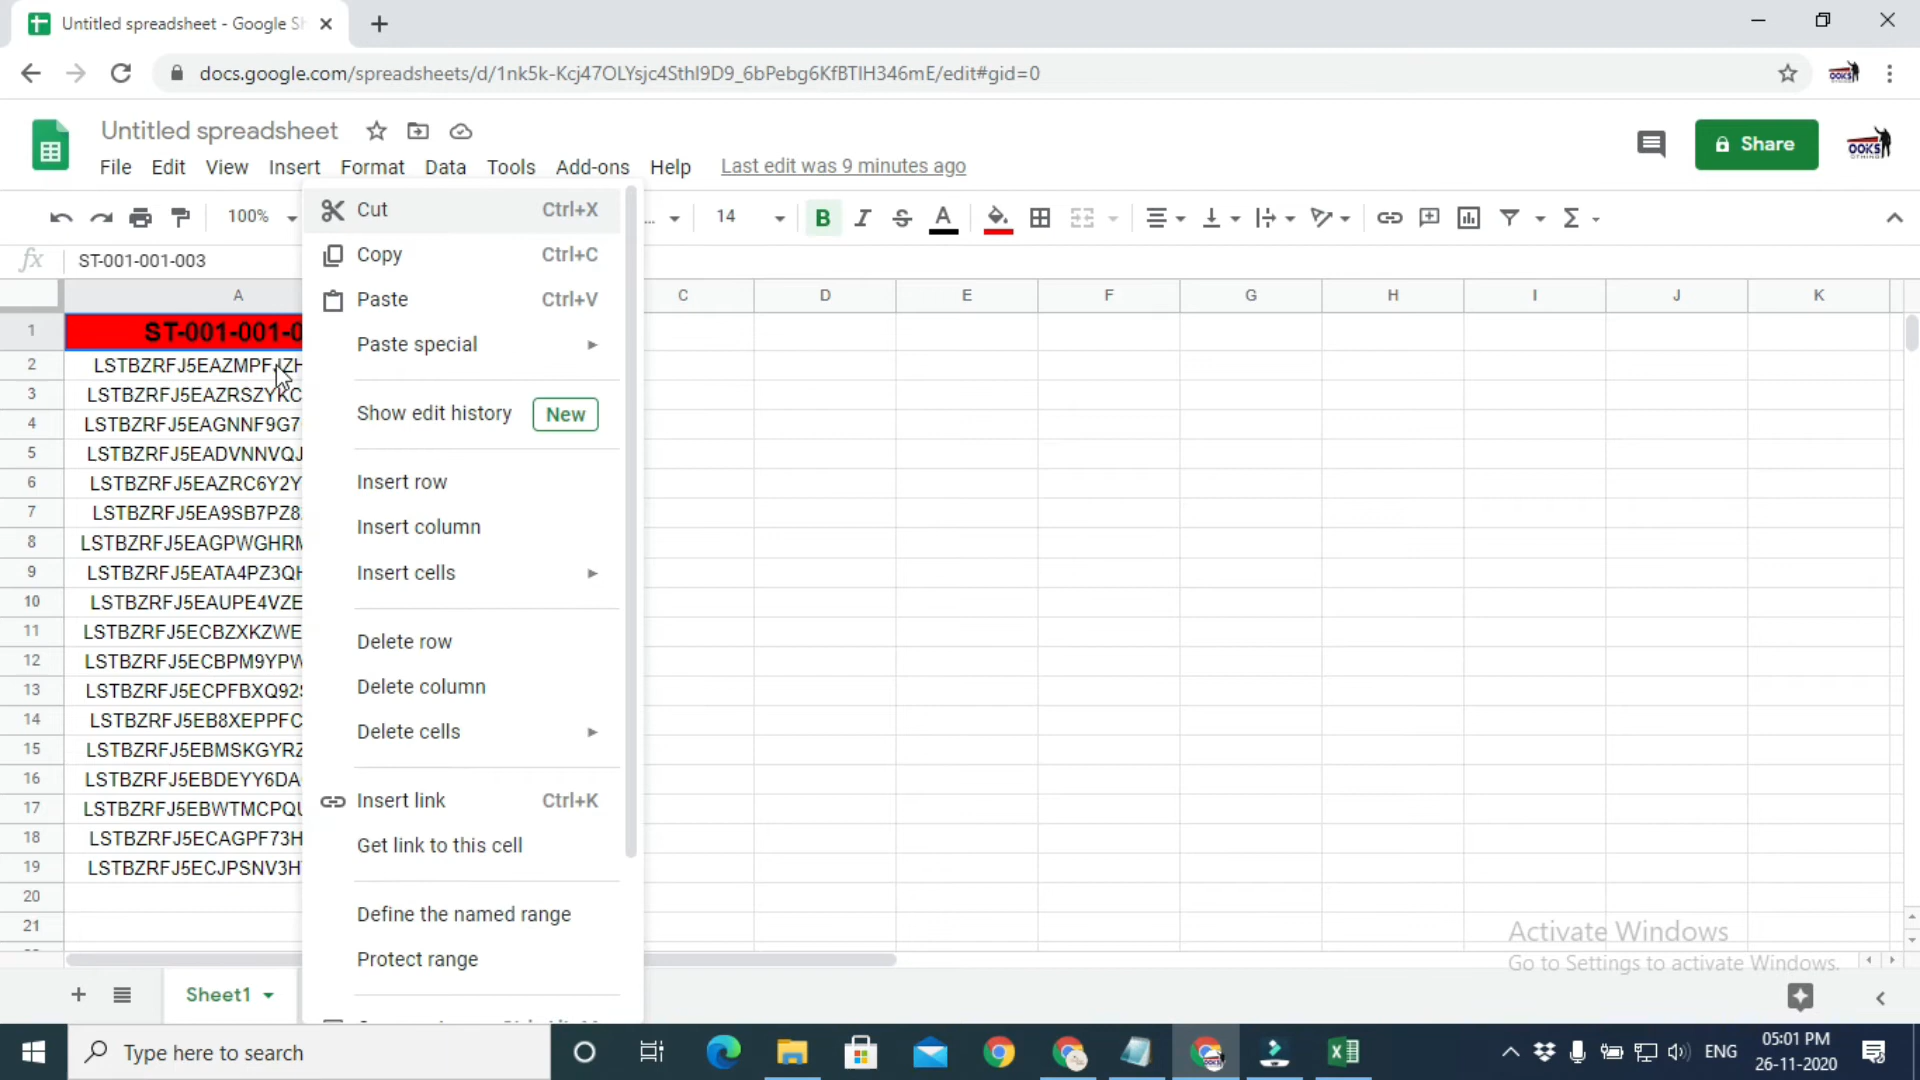 Untitled spreadsheet - Google Sh
docs.google.com/spreadsheets/d/1nk5k-Kcj47OLYsjc4SthI9D9_6bPebg6KfBTIH346mE/edit#gid=0
OOKS
Untitled spreadsheet
File Edit View Insert Format Data Tools Add-ons Help Last edit was 9 minutes ago
Share
OOKS
OTHING
100% ... 14 B I S A
fx ST-001-001-003
A C D E F G H I J K
1 ST-001-001-0
2 LSTBZRFJ5EAZMPFJZH
3 LSTBZRFJ5EAZRSZYKC
4 LSTBZRFJ5EAGNNF9G7
5 LSTBZRFJ5EADVNNVQJ
6 LSTBZRFJ5EAZRC6Y2Y
7 LSTBZRFJ5EA9SB7PZ8
8 LSTBZRFJ5EAGPWGHRM
9 LSTBZRFJ5EATA4PZ3QH
10 LSTBZRFJ5EAUPE4VZE
11 LSTBZRFJ5ECBZXKZWE
12 LSTBZRFJ5ECBPM9YPW
13 LSTBZRFJ5ECPFBXQ92S
14 LSTBZRFJ5EB8XEPPFC
15 LSTBZRFJ5EBMSKGYRZ
16 LSTBZRFJ5EBDEYY6DA
17 LSTBZRFJ5EBWTMCPQU
18 LSTBZRFJ5ECAGPF73H
19 LSTBZRFJ5ECJPSNV3H
20
21
Cut Ctrl+X
Copy Ctrl+C
Paste Ctrl+V
Paste special
Show edit history New
Insert row
Insert column
Insert cells
Delete row
Delete column
Delete cells
Insert link Ctrl+K
Get link to this cell
Define the named range
Protect range
Activate Windows
Go to Settings to activate Windows.
Sheet1
Type here to search
ENG
05:01 PM
26-11-2020